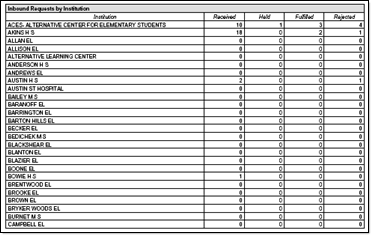 Inbound Requests by Institution
Institution Received Held Fulfilled Rejected
ACES- ALTERNATIVE CENTER FOR ELEMENTARY STUDENTS 10 1 3 4
AKINS H S 18 0 2 1
ALLAN EL 0 0 0 0
ALLISON EL 0 0 0 0
ALTERNATIVE LEARNING CENTER 0 0 0 0
ANDERSON H S 0 0 0 0
ANDREWS EL 0 0 0 0
AUSTIN H S 2 0 0 1
AUSTIN ST HOSPITAL 0 0 0 0
BAILEY M S 0 0 0 0
BARANOFF EL 0 0 0 0
BARRINGTON EL 0 0 0 0
BARTON HILLS EL 0 0 0 0
BECKER EL 0 0 0 0
BEDICHEK M S 0 0 0 0
BLACKSHEAR EL 0 0 0 0
BLANTON EL 0 0 0 0
BLAZIER EL 0 0 0 0
BOONE EL 0 0 0 0
BOWIE H S 1 0 0 0
BRENTWOOD EL 0 0 0 0
BROOKE EL 0 0 0 0
BROWN EL 0 0 0 0
BRYKER WOODS EL 0 0 0 0
BURNET M S 0 0 0 0
CAMPBELL EL 0 0 0 0